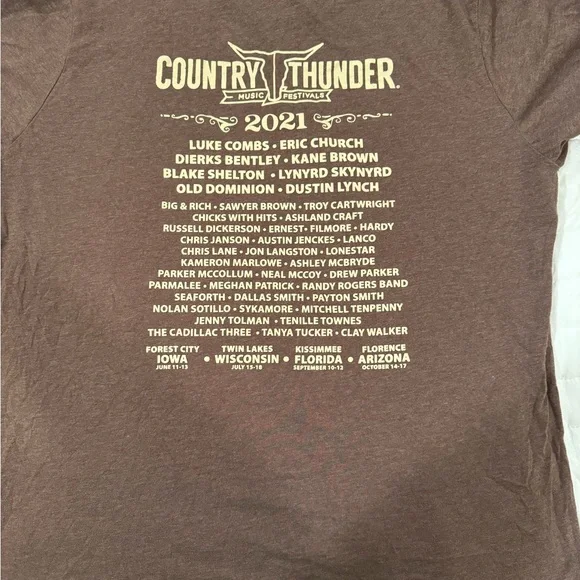 COUNTRY THUNDER®
MUSIC FESTIVALS
2021
LUKE COMBS • ERIC CHURCH
DIERKS BENTLEY • KANE BROWN
BLAKE SHELTON • LYNYRD SKYNYRD
OLD DOMINION • DUSTIN LYNCH
BIG & RICH • SAWYER BROWN • TROY CARTWRIGHT
CHICKS WITH HITS • ASHLAND CRAFT
RUSSELL DICKERSON • ERNEST • FILMORE • HARDY
CHRIS JANSON • AUSTIN JENCKES • LANCO
CHRIS LANE • JON LANGSTON • LONESTAR
KAMERON MARLOWE • ASHLEY MCBRYDE
PARKER MCCOLLUM • NEAL MCCOY • DREW PARKER
PARMALEE • MEGHAN PATRICK • RANDY ROGERS BAND
SEAFORTH • DALLAS SMITH • PAYTON SMITH
NOLAN SOTILLO • SYKAMORE • MITCHELL TENPENNY
JENNY TOLMAN • TENILLE TOWNES
THE CADILLAC THREE • TANYA TUCKER • CLAY WALKER
FOREST CITY TWIN LAKES KISSIMMEE FLORENCE
IOWA • WISCONSIN • FLORIDA • ARIZONA
JUNE 11-13 JULY 15-18 SEPTEMBER 10-12 OCTOBER 14-17